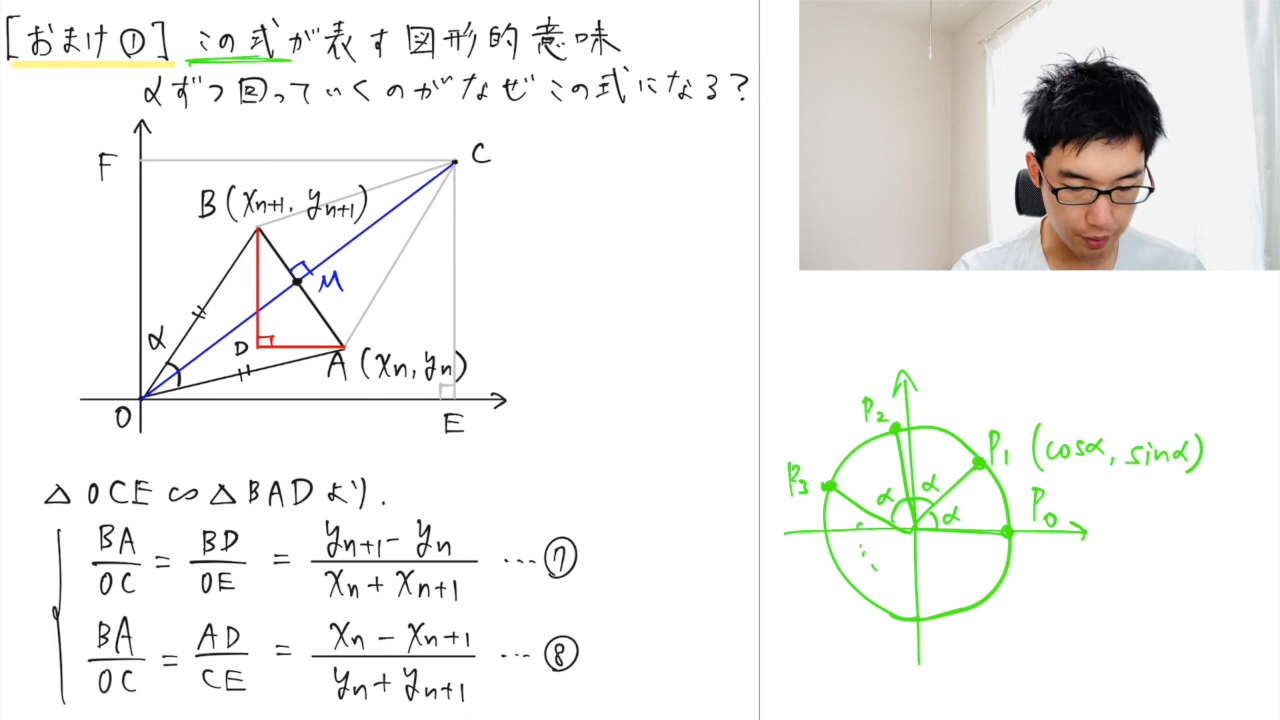 [おまけ①] この式が表す図形的意味
αずつ回っていくのがなぜこの式になる?
F
C
B(xn+1, yn+1)
M
α
D
A(xn, yn)
O
E
△OCE∽△BADより.
BA/OC = BD/OE = yn+1 - yn / xn + xn+1 … ⑦
BA/OC = AD/CE = xn - xn+1 / yn + yn+1 … ⑧
P2
P1 (cosα, sinα)
P3
α
α
α
P0